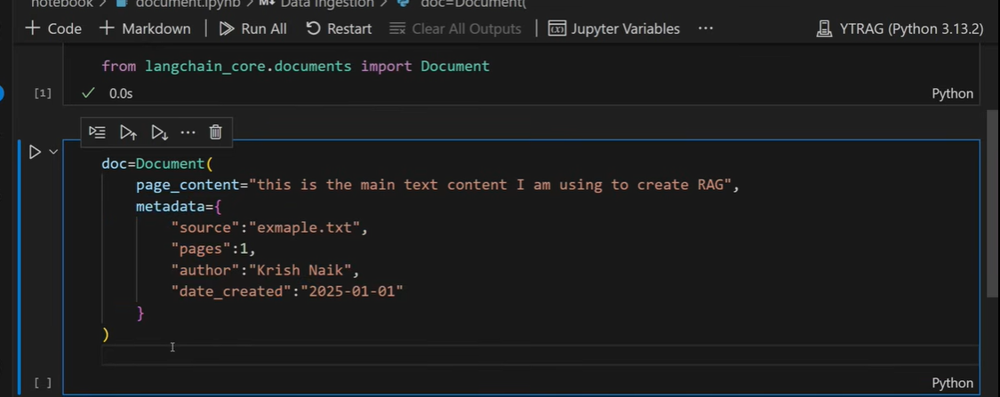 notebook > document.ipynb > M↓ Data Ingestion > doc=Document(
+ Code + Markdown | Run All Restart Clear All Outputs | Jupyter Variables ... YTRAG (Python 3.13.2)
from langchain_core.documents import Document
[1] ✓ 0.0s Python
doc=Document(
page_content="this is the main text content I am using to create RAG",
metadata={
"source":"exmaple.txt",
"pages":1,
"author":"Krish Naik",
"date_created":"2025-01-01"
}
)
[ ] Python